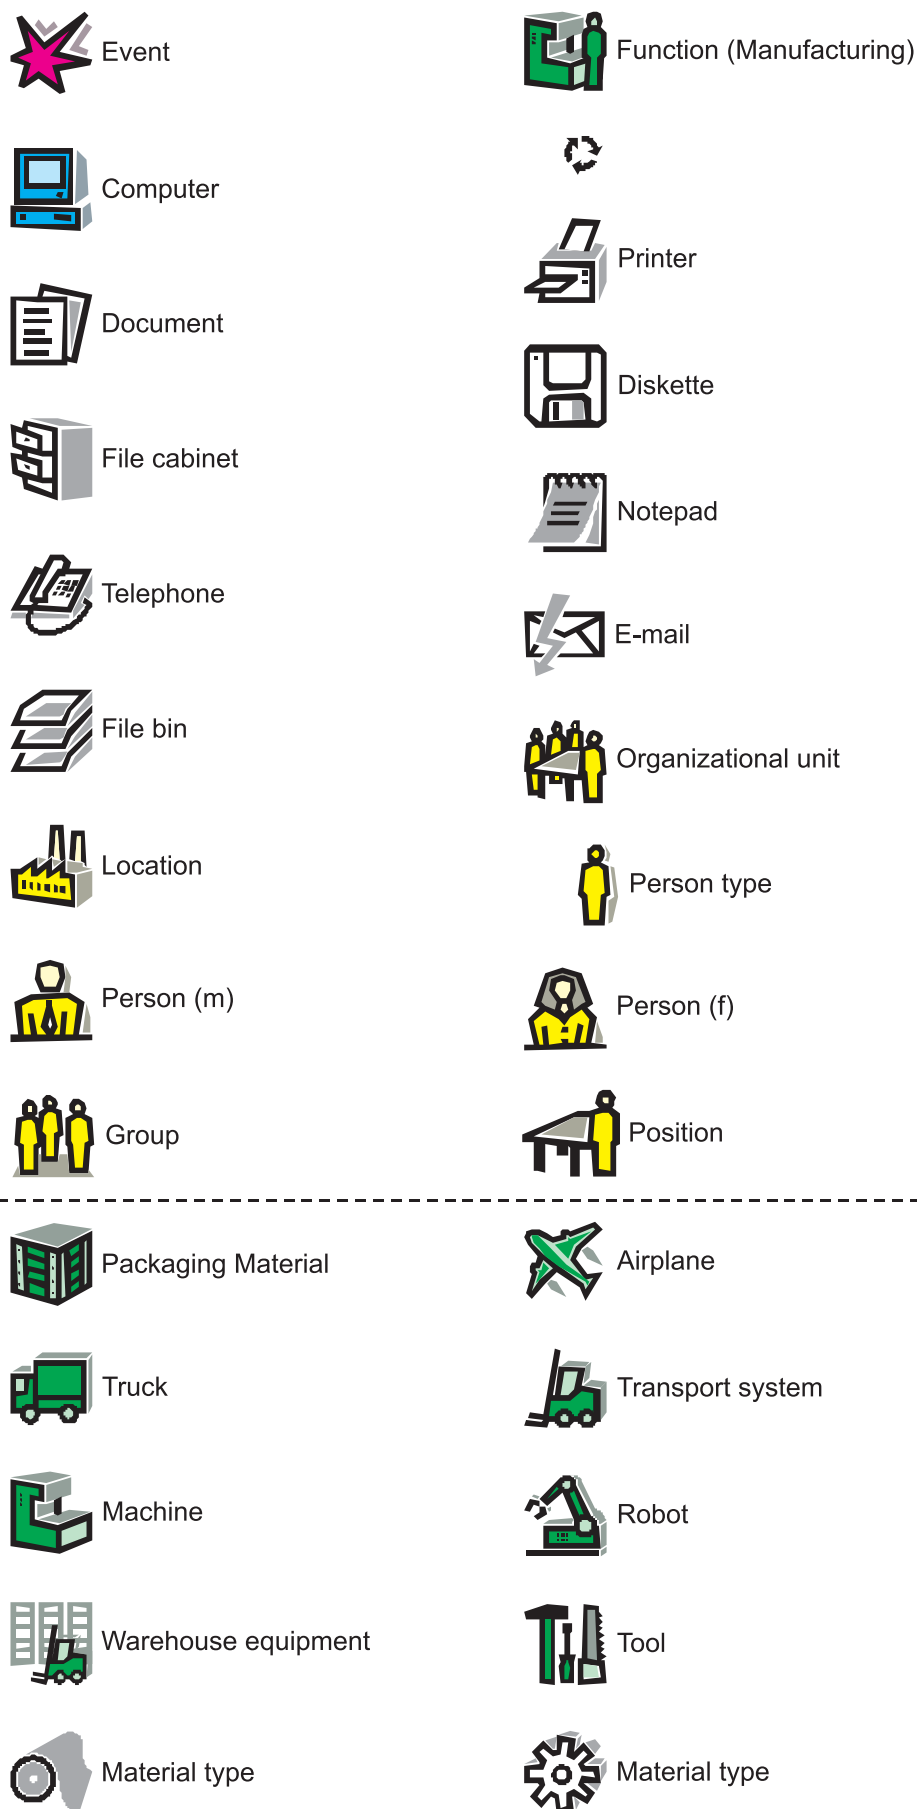 Event
Function (Manufacturing)
Computer
Printer
Document
Diskette
File cabinet
Notepad
Telephone
E-mail
File bin
Organizational unit
Location
Person type
Person (m)
Person (f)
Group
Position
Packaging Material
Airplane
Truck
Transport system
Machine
Robot
Warehouse equipment
Tool
Material type
Material type